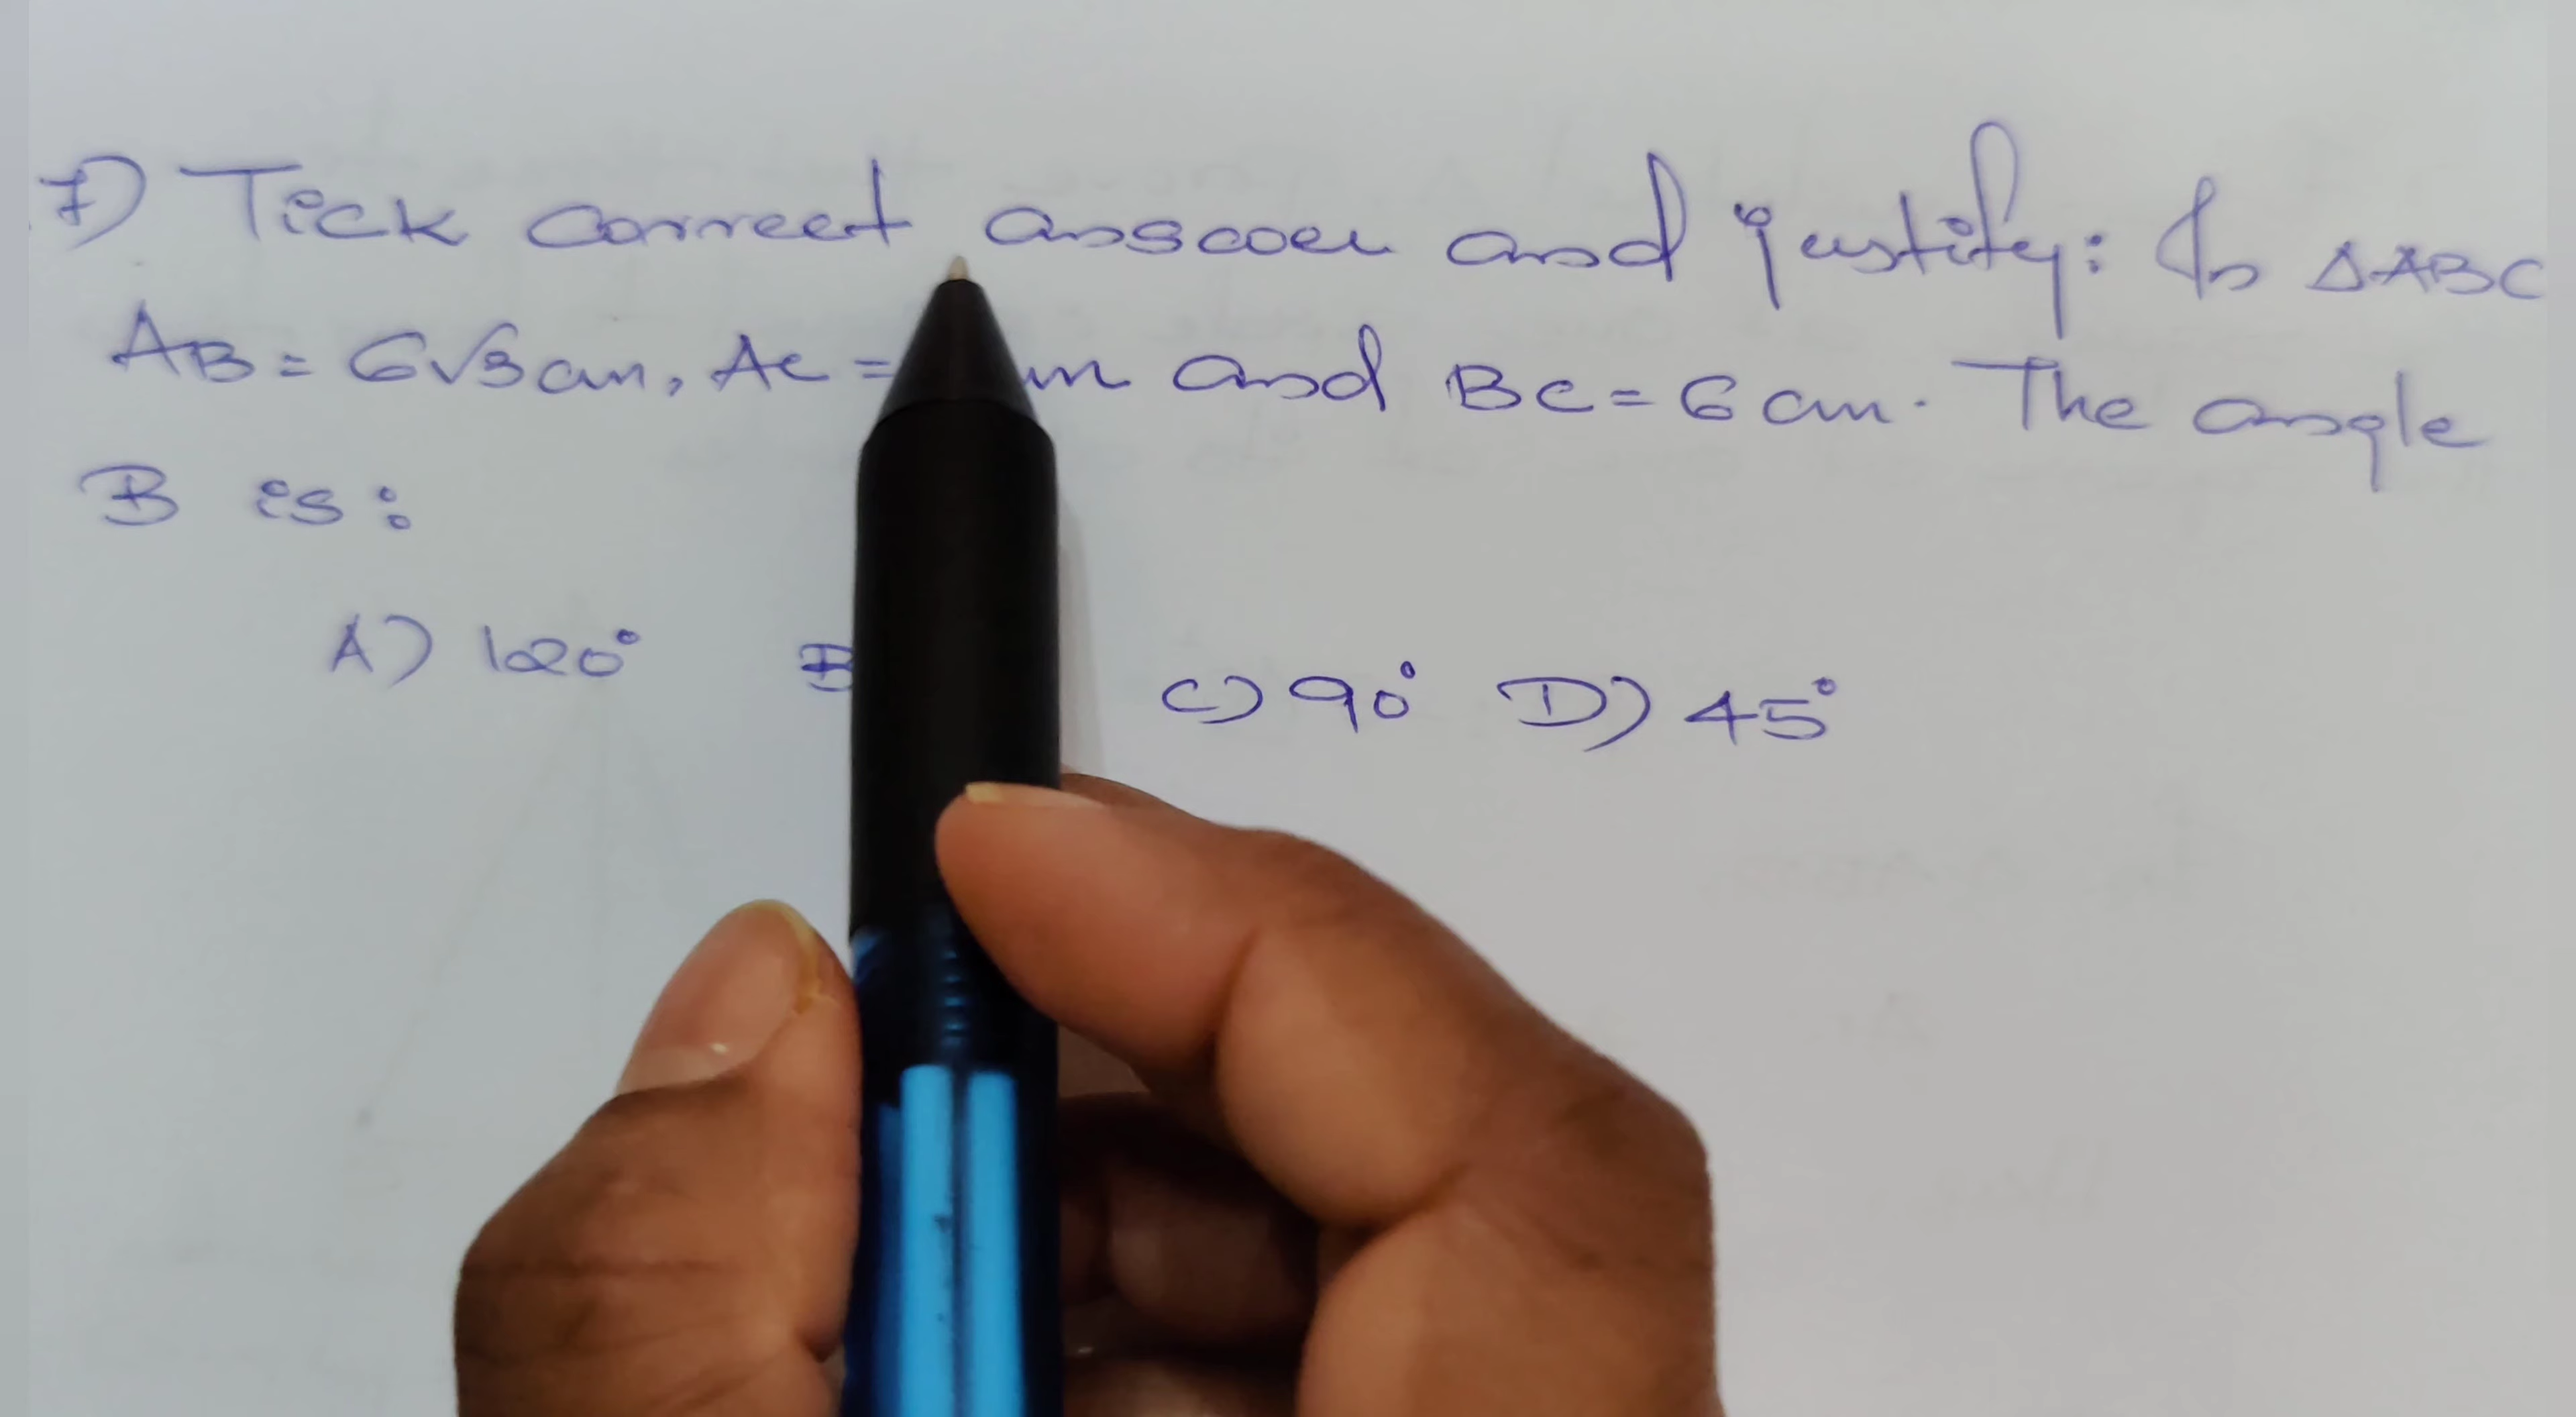 7) Tick correct answer and justify: In △ABC
AB = 6√3 cm, AC = cm and BC = 6 cm. The angle
B is:
A) 120° B C) 90° D) 45°